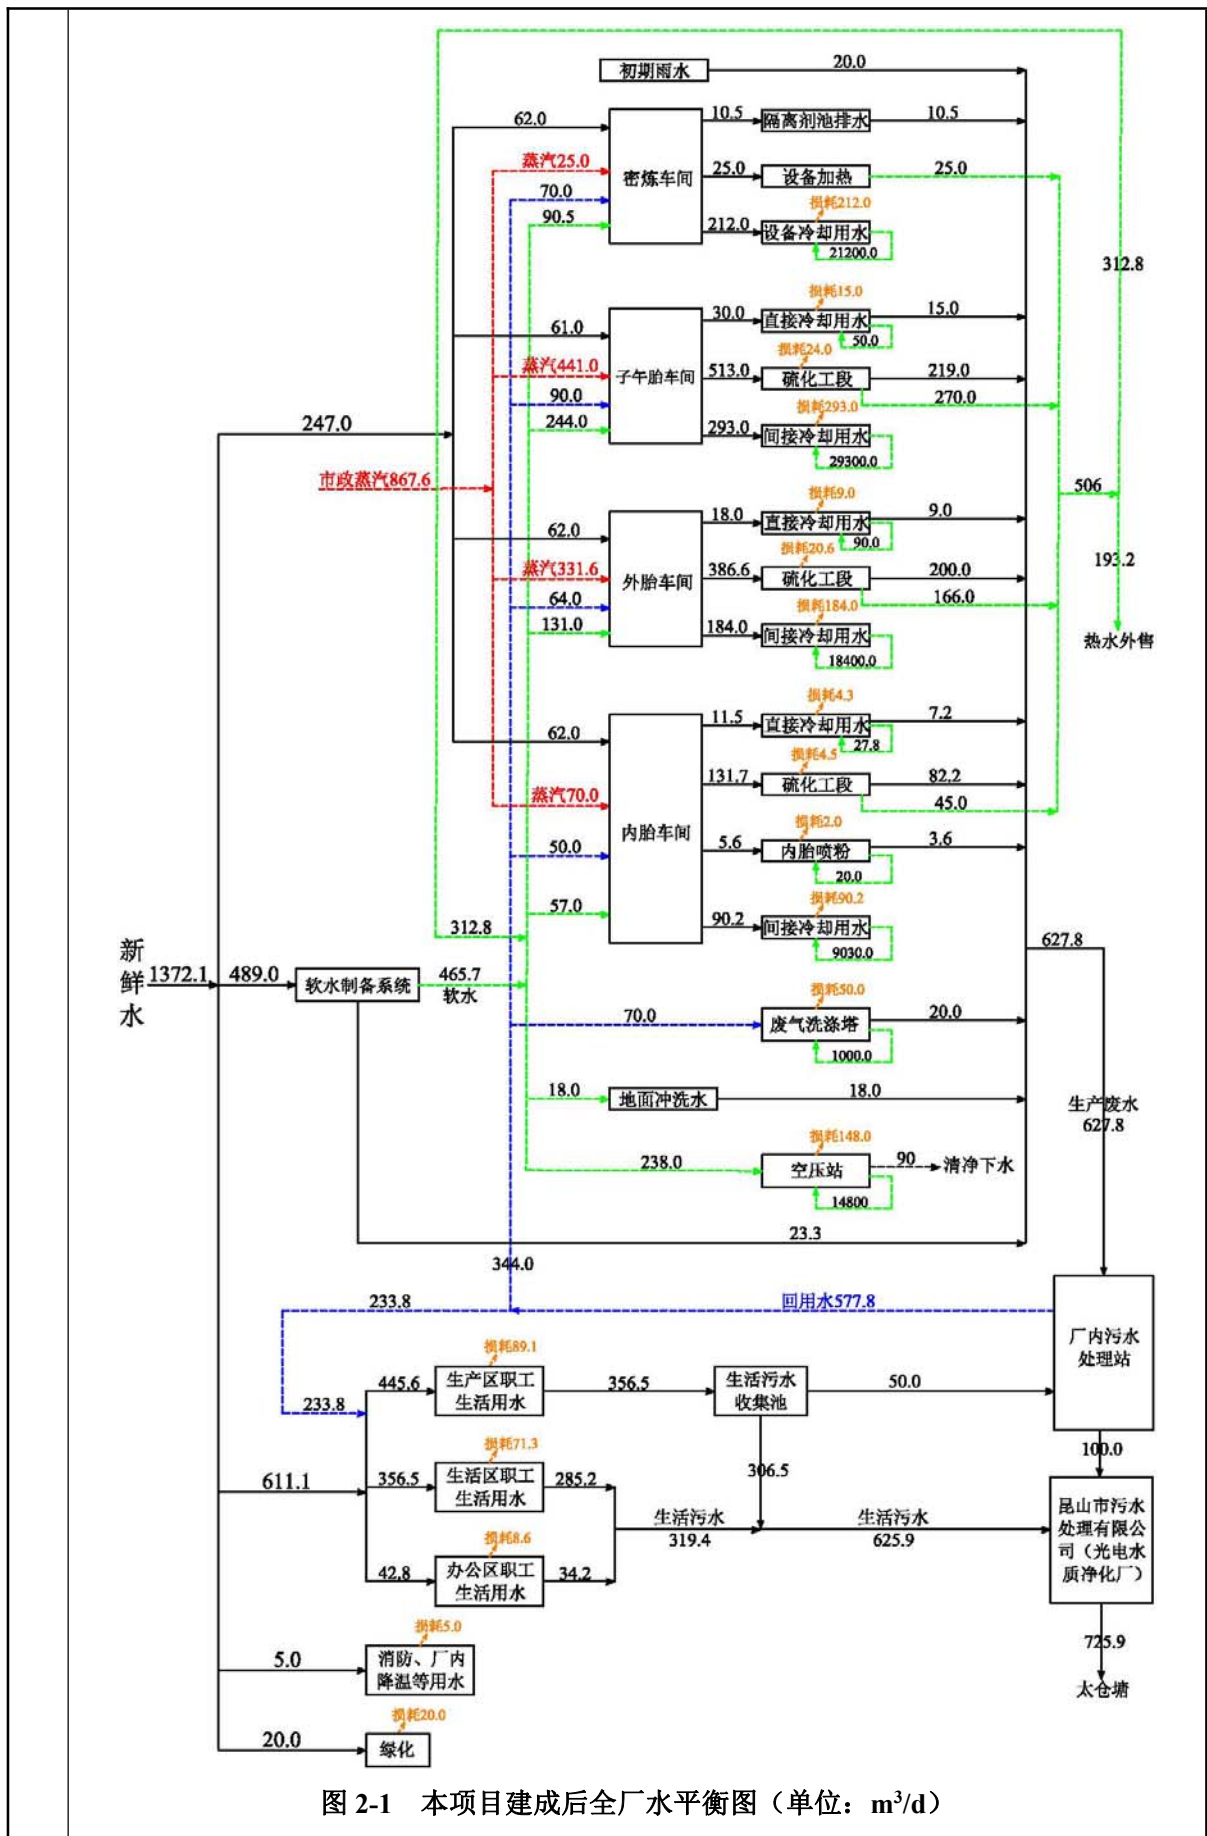 初期雨水
20.0
62.0
蒸汽25.0
70.0
90.5
密炼车间
10.5
隔离剂池排水
10.5
25.0
设备加热
25.0
损耗212.0
212.0
设备冷却用水
21200.0
312.8
61.0
蒸汽441.0
90.0
244.0
子午胎车间
损耗15.0
30.0
直接冷却用水
15.0
50.0
损耗24.0
513.0
硫化工段
219.0
270.0
损耗293.0
293.0
间接冷却用水
29300.0
247.0
市政蒸汽867.6
506
193.2
热水外售
62.0
蒸汽331.6
64.0
131.0
外胎车间
损耗9.0
18.0
直接冷却用水
9.0
90.0
损耗20.6
386.6
硫化工段
200.0
166.0
损耗184.0
184.0
间接冷却用水
18400.0
62.0
蒸汽70.0
50.0
57.0
内胎车间
损耗4.3
11.5
直接冷却用水
7.2
27.8
损耗4.5
131.7
硫化工段
82.2
45.0
损耗2.0
5.6
内胎喷粉
3.6
20.0
损耗90.2
90.2
间接冷却用水
9030.0
312.8
新
鲜
水
1372.1
489.0
软水制备系统
465.7
软水
627.8
损耗50.0
70.0
废气洗涤塔
20.0
1000.0
18.0
地面冲洗水
18.0
生产废水
627.8
损耗148.0
238.0
空压站
90
清净下水
14800
23.3
344.0
233.8
回用水577.8
厂内污水
处理站
损耗89.1
233.8
445.6
生产区职工
生活用水
356.5
生活污水
收集池
50.0
100.0
损耗71.3
611.1
356.5
生活区职工
生活用水
285.2
306.5
生活污水
319.4
生活污水
625.9
昆山市污水
处理有限公
司（光电水
质净化厂）
损耗8.6
42.8
办公区职工
生活用水
34.2
725.9
太仓塘
损耗5.0
5.0
消防、厂内
降温等用水
损耗20.0
20.0
绿化
图 2-1 本项目建成后全厂水平衡图（单位：m³/d）